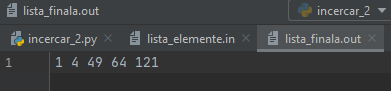 lista_finala.out
incercar_2
incercar_2.py
lista_elemente.in
lista_finala.out
1
1 4 49 64 121